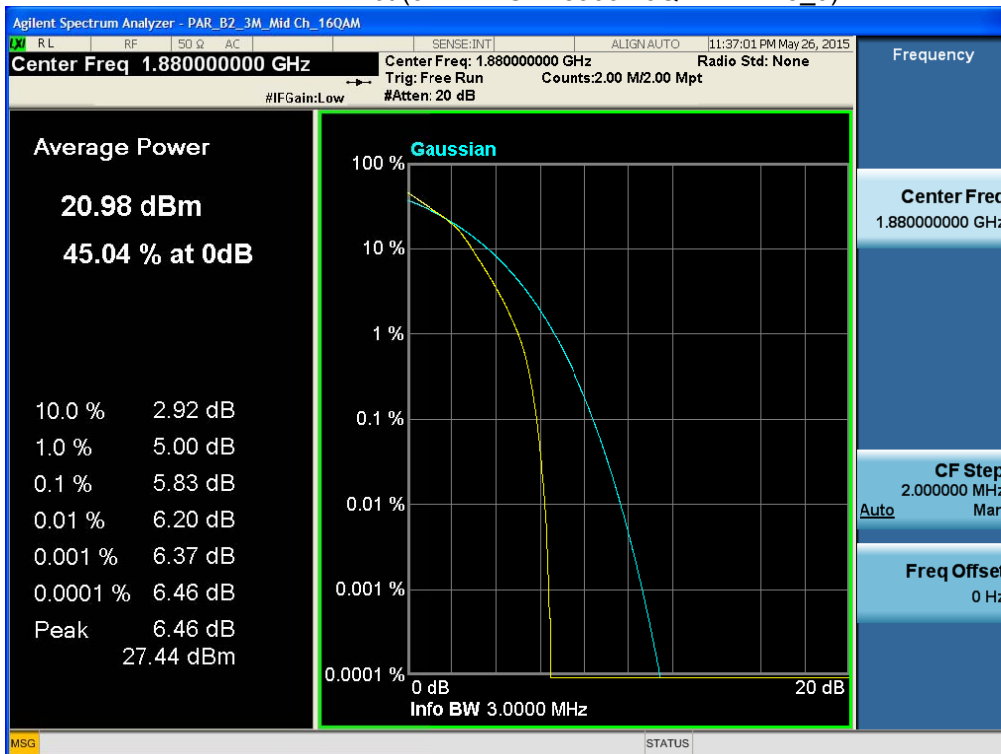 Agilent Spectrum Analyzer - PAR_B2_3M_Mid Ch_16QAM
LXI RL RF 50 Ω AC SENSE:INT ALIGN AUTO 11:37:01 PM May 26, 2015
Center Freq 1.880000000 GHz
Center Freq: 1.880000000 GHz Radio Std: None
Trig: Free Run Counts:2.00 M/2.00 Mpt
#IFGain:Low #Atten: 20 dB
Average Power
20.98 dBm
45.04 % at 0dB
10.0 % 2.92 dB
1.0 % 5.00 dB
0.1 % 5.83 dB
0.01 % 6.20 dB
0.001 % 6.37 dB
0.0001 % 6.46 dB
Peak 6.46 dB
27.44 dBm
Gaussian
100 %
10 %
1 %
0.1 %
0.01 %
0.001 %
0.0001 %
0 dB 20 dB
Info BW 3.0000 MHz
Frequency
Center Freq
1.880000000 GHz
CF Step
2.000000 MHz
Auto Man
Freq Offset
0 Hz
MSG STATUS